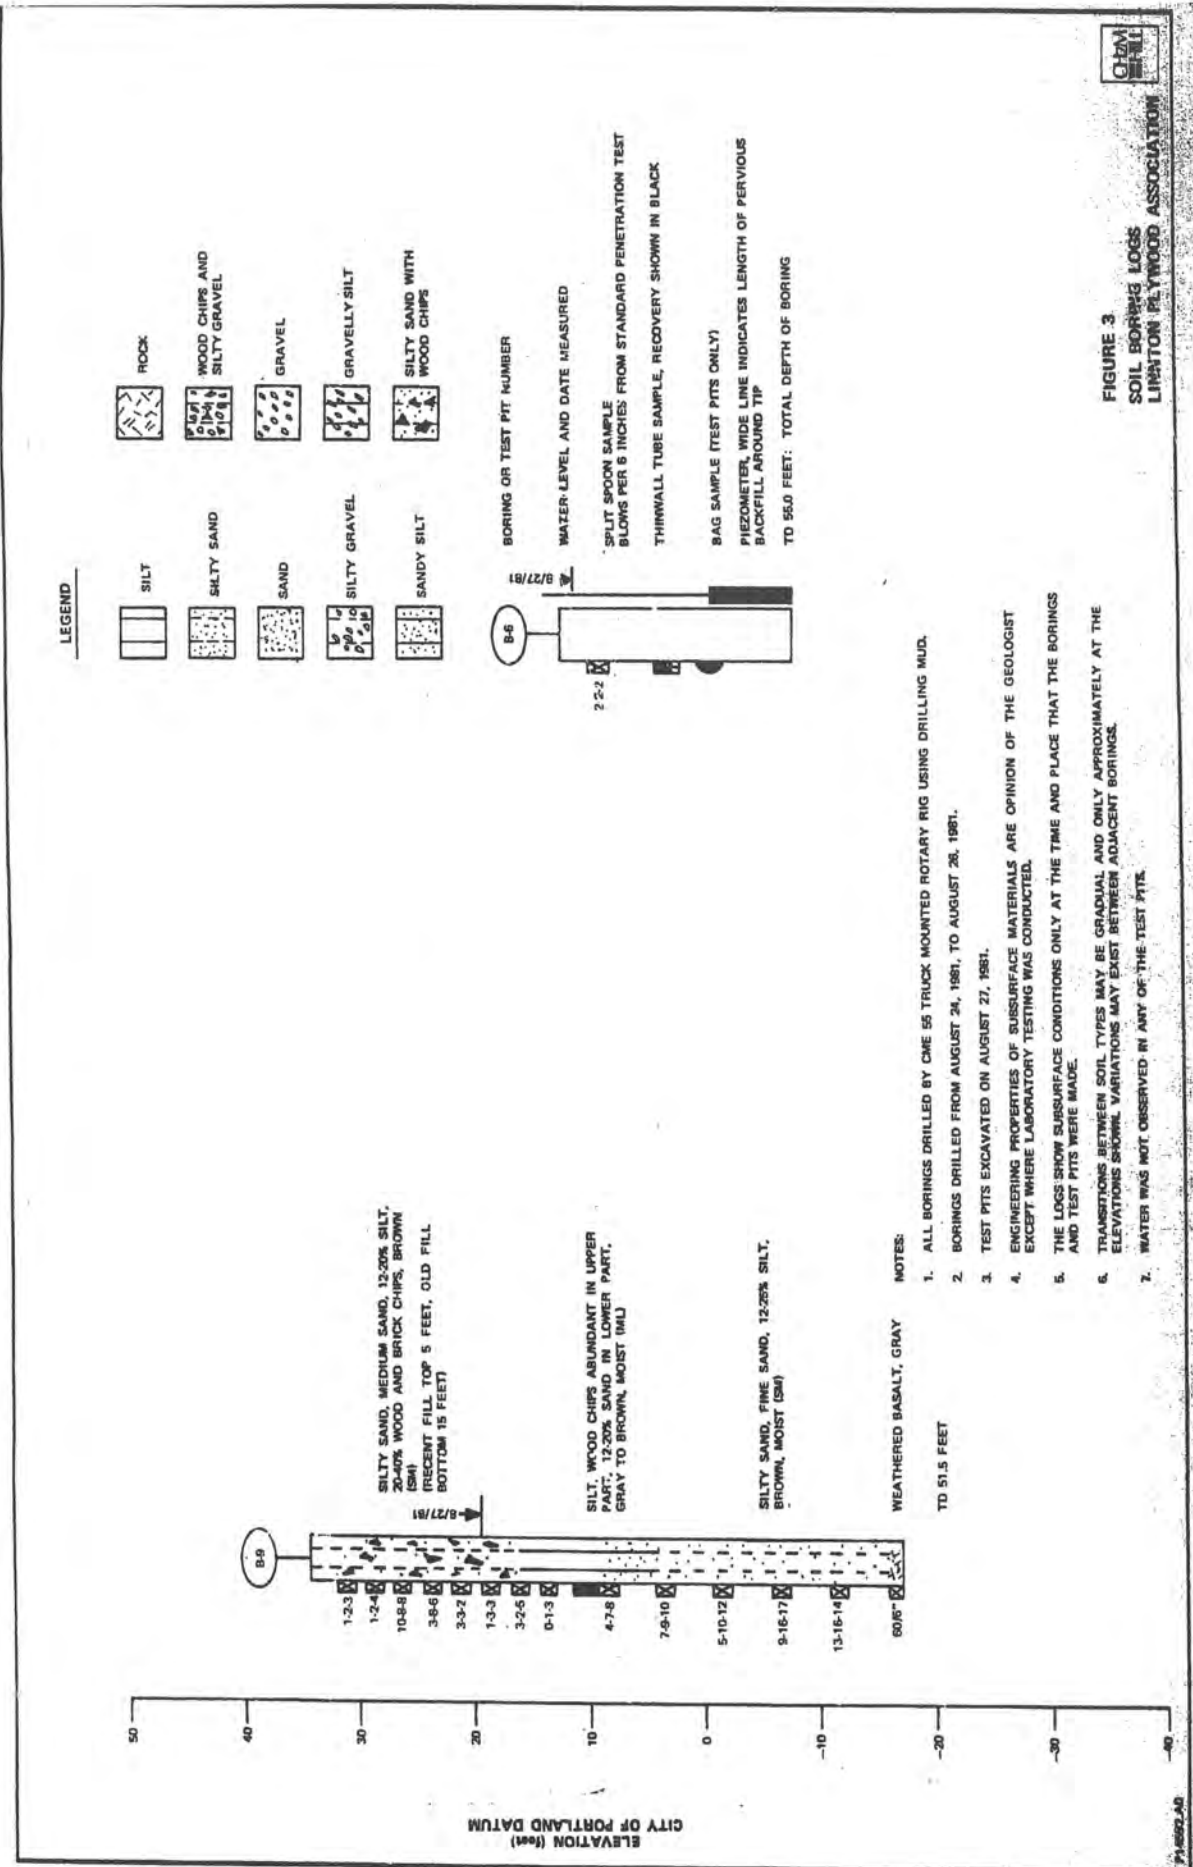 ELEVATION (feet)
CITY OF PORTLAND DATUM
50
40
30
20
10
0
-10
-20
-30
-40
B-9
1-2-3
1-2-4
10-8-8
3-8-6
3-3-2
1-3-3
3-2-5
0-1-3
4-7-8
7-9-10
5-10-12
9-16-17
13-16-14
60/6"
8/27/81
SILTY SAND, MEDIUM SAND, 12-20% SILT,
20-40% WOOD AND BRICK CHIPS, BROWN
(SM)
(RECENT FILL TOP 5 FEET, OLD FILL
BOTTOM 15 FEET)
SILT, WOOD CHIPS ABUNDANT IN UPPER
PART, 12-20% SAND IN LOWER PART,
GRAY TO BROWN, MOIST (ML)
SILTY SAND, FINE SAND, 12-25% SILT,
BROWN, MOIST (SM)
WEATHERED BASALT, GRAY
TD 51.5 FEET
LEGEND
SILT
SILTY SAND
SAND
SILTY GRAVEL
SANDY SILT
ROCK
WOOD CHIPS AND
SILTY GRAVEL
GRAVEL
GRAVELLY SILT
SILTY SAND WITH
WOOD CHIPS
B-6
8/27/81
2-2-2
BORING OR TEST PIT NUMBER
WATER-LEVEL AND DATE MEASURED
SPLIT SPOON SAMPLE
BLOWS PER 6 INCHES FROM STANDARD PENETRATION TEST
THINWALL TUBE SAMPLE, RECOVERY SHOWN IN BLACK
BAG SAMPLE (TEST PITS ONLY)
PIEZOMETER, WIDE LINE INDICATES LENGTH OF PERVIOUS
BACKFILL AROUND TIP
TD 55.0 FEET: TOTAL DEPTH OF BORING
NOTES:
1. ALL BORINGS DRILLED BY CME 55 TRUCK MOUNTED ROTARY RIG USING DRILLING MUD.
2. BORINGS DRILLED FROM AUGUST 24, 1981, TO AUGUST 26, 1981.
3. TEST PITS EXCAVATED ON AUGUST 27, 1981.
4. ENGINEERING PROPERTIES OF SUBSURFACE MATERIALS ARE OPINION OF THE GEOLOGIST
EXCEPT WHERE LABORATORY TESTING WAS CONDUCTED.
5. THE LOGS SHOW SUBSURFACE CONDITIONS ONLY AT THE TIME AND PLACE THAT THE BORINGS
AND TEST PITS WERE MADE.
6. TRANSITIONS BETWEEN SOIL TYPES MAY BE GRADUAL AND ONLY APPROXIMATELY AT THE
ELEVATIONS SHOWN. VARIATIONS MAY EXIST BETWEEN ADJACENT BORINGS.
7. WATER WAS NOT OBSERVED IN ANY OF THE TEST PITS.
FIGURE 3
SOIL BORING LOGS
LINNTON PLYWOOD ASSOCIATION
CH2M
HILL